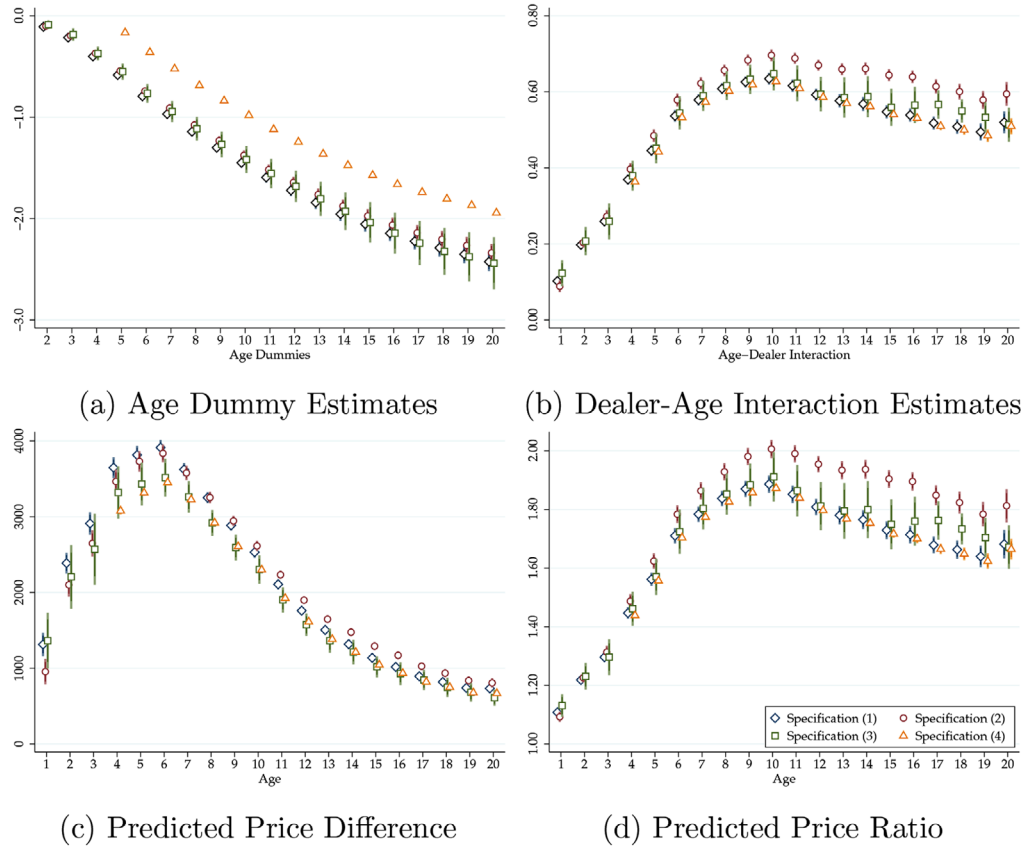 0.0
-1.0
-2.0
-3.0
2 3 4 5 6 7 8 9 10 11 12 13 14 15 16 17 18 19 20
Age Dummies
(a) Age Dummy Estimates
0.80
0.60
0.40
0.20
0.00
1 2 3 4 5 6 7 8 9 10 11 12 13 14 15 16 17 18 19 20
Age−Dealer Interaction
(b) Dealer-Age Interaction Estimates
4000
3000
2000
1000
0
1 2 3 4 5 6 7 8 9 10 11 12 13 14 15 16 17 18 19 20
Age
(c) Predicted Price Difference
2.00
1.80
1.60
1.40
1.20
1.00
Specification (1) Specification (2)
Specification (3) Specification (4)
1 2 3 4 5 6 7 8 9 10 11 12 13 14 15 16 17 18 19 20
Age
(d) Predicted Price Ratio